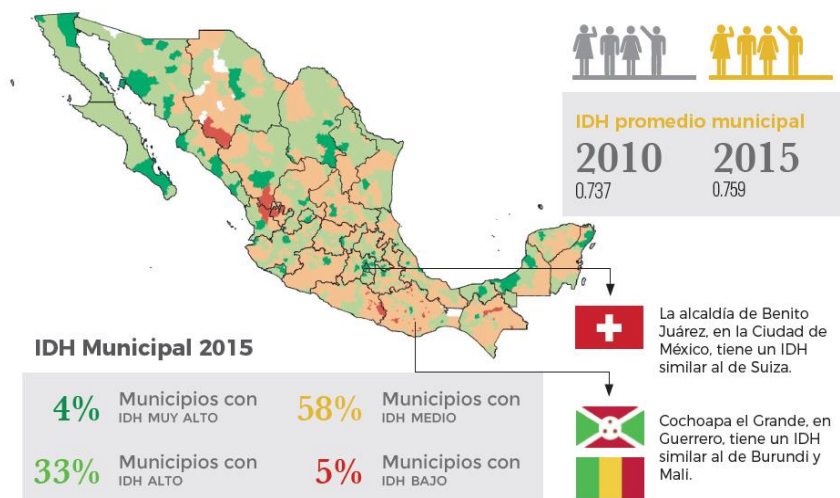 IDH promedio municipal
2010
0.737
2015
0.759
La alcaldía de Benito
Juárez, en la Ciudad de
México, tiene un IDH
similar al de Suiza.
Cochoapa el Grande, en
Guerrero, tiene un IDH
similar al de Burundi y
Mali.
IDH Municipal 2015
4%
Municipios con
IDH MUY ALTO
58%
Municipios con
IDH MEDIO
33%
Municipios con
IDH ALTO
5%
Municipios con
IDH BAJO